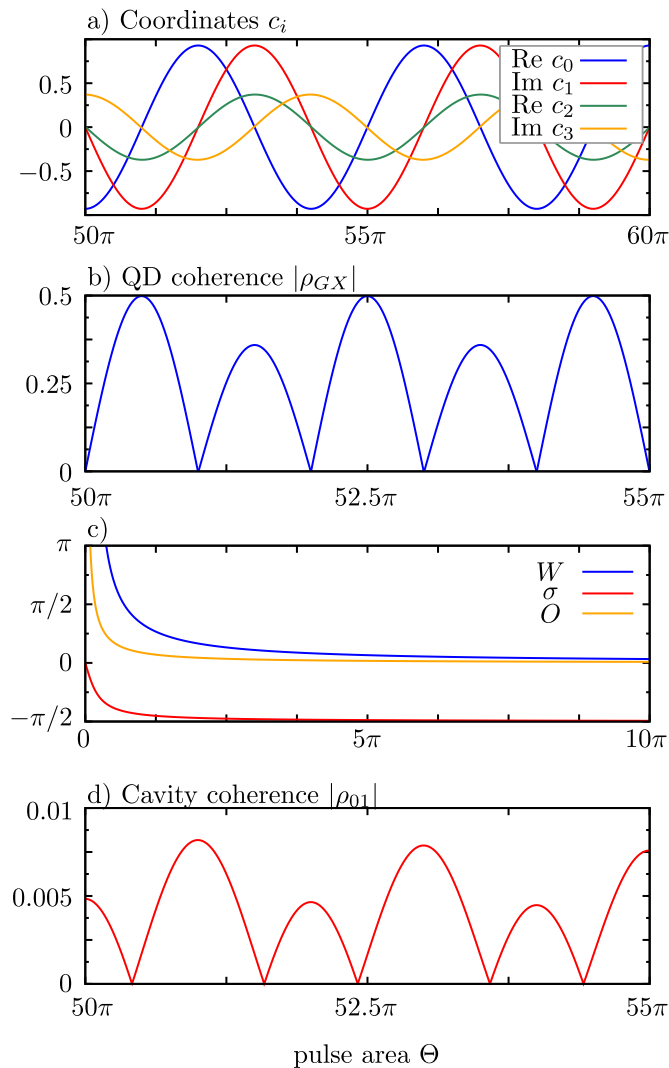 a) Coordinates c_i
0.5
0
−0.5
Re c_0
Im c_1
Re c_2
Im c_3
50π 55π 60π
b) QD coherence |ρ_GX|
0.5
0.25
0
50π 52.5π 55π
c)
π
π/2
0
−π/2
W
σ
O
0 5π 10π
d) Cavity coherence |ρ_01|
0.01
0.005
0
50π 52.5π 55π
pulse area Θ